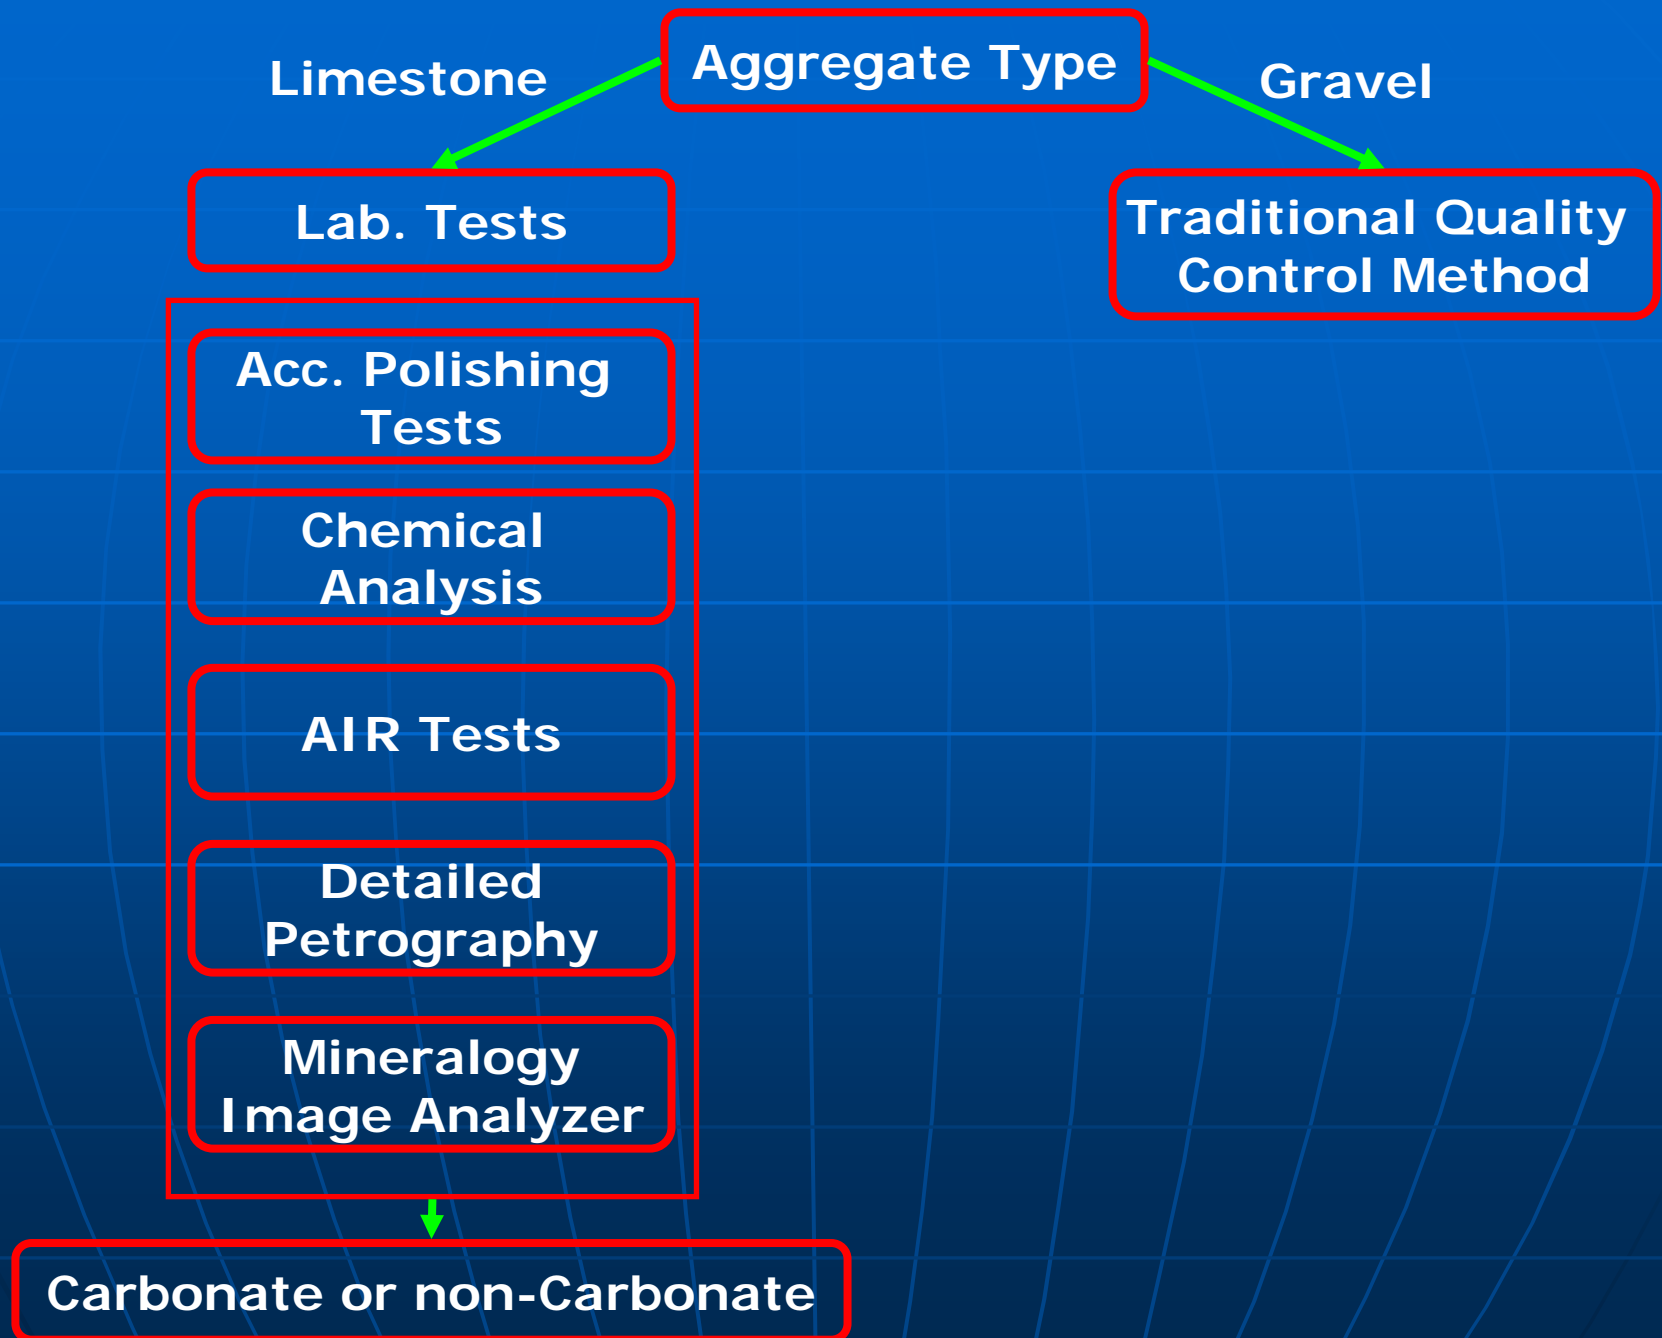 Aggregate Type
Limestone
Gravel
Lab. Tests
Traditional Quality
Control Method
Acc. Polishing
Tests
Chemical
Analysis
AIR Tests
Detailed
Petrography
Mineralogy
Image Analyzer
Carbonate or non-Carbonate